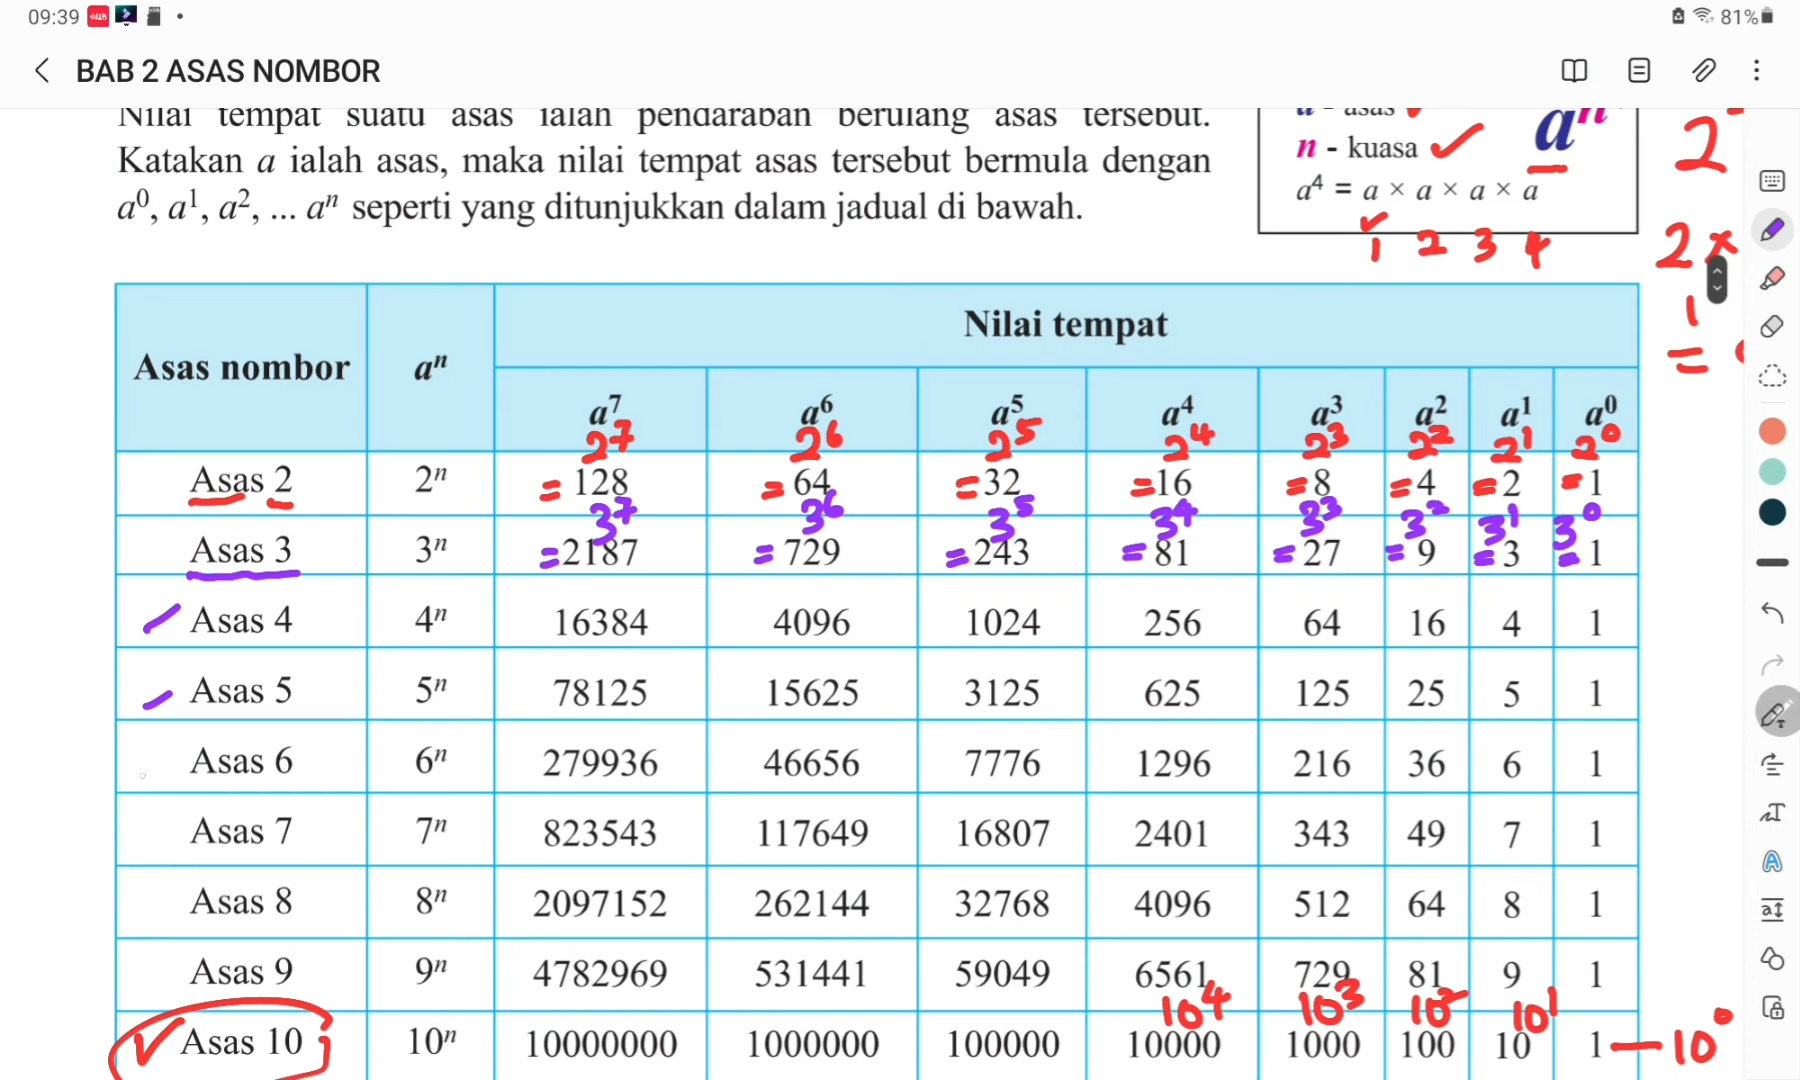 09:39
81%
BAB 2 ASAS NOMBOR
Nilai tempat suatu asas ialah pendaraban berulang asas tersebut.
Katakan a ialah asas, maka nilai tempat asas tersebut bermula dengan
a⁰, a¹, a², ... aⁿ seperti yang ditunjukkan dalam jadual di bawah.
a - asas
n - kuasa
aⁿ
a⁴ = a × a × a × a
1 2 3 4
2
2 ×
1
=
Asas nombor aⁿ Nilai tempat
a⁷ a⁶ a⁵ a⁴ a³ a² a¹ a⁰
2⁷ 2⁶ 2⁵ 2⁴ 2³ 2² 2¹ 2⁰
Asas 2 2ⁿ = 128 = 64 = 32 = 16 = 8 = 4 = 2 = 1
3⁷ 3⁶ 3⁵ 3⁴ 3³ 3² 3¹ 3⁰
Asas 3 3ⁿ = 2187 = 729 = 243 = 81 = 27 = 9 = 3 = 1
Asas 4 4ⁿ 16384 4096 1024 256 64 16 4 1
Asas 5 5ⁿ 78125 15625 3125 625 125 25 5 1
Asas 6 6ⁿ 279936 46656 7776 1296 216 36 6 1
Asas 7 7ⁿ 823543 117649 16807 2401 343 49 7 1
Asas 8 8ⁿ 2097152 262144 32768 4096 512 64 8 1
Asas 9 9ⁿ 4782969 531441 59049 6561 729 81 9 1
10⁴ 10³ 10² 10¹
Asas 10 10ⁿ 10000000 1000000 100000 10000 1000 100 10 1 — 10⁰